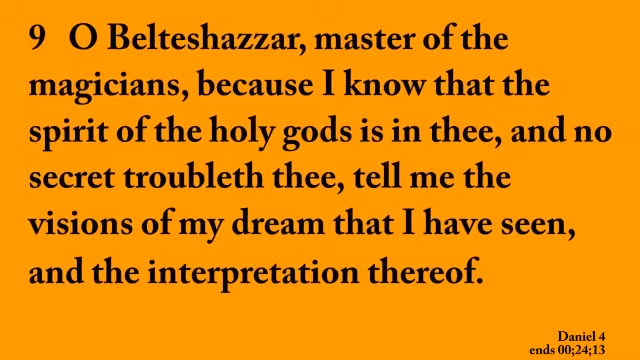 9 O Belteshazzar, master of the
magicians, because I know that the
spirit of the holy gods is in thee, and no
secret troubleth thee, tell me the
visions of my dream that I have seen,
and the interpretation thereof.
Daniel 4
ends 00;24;13